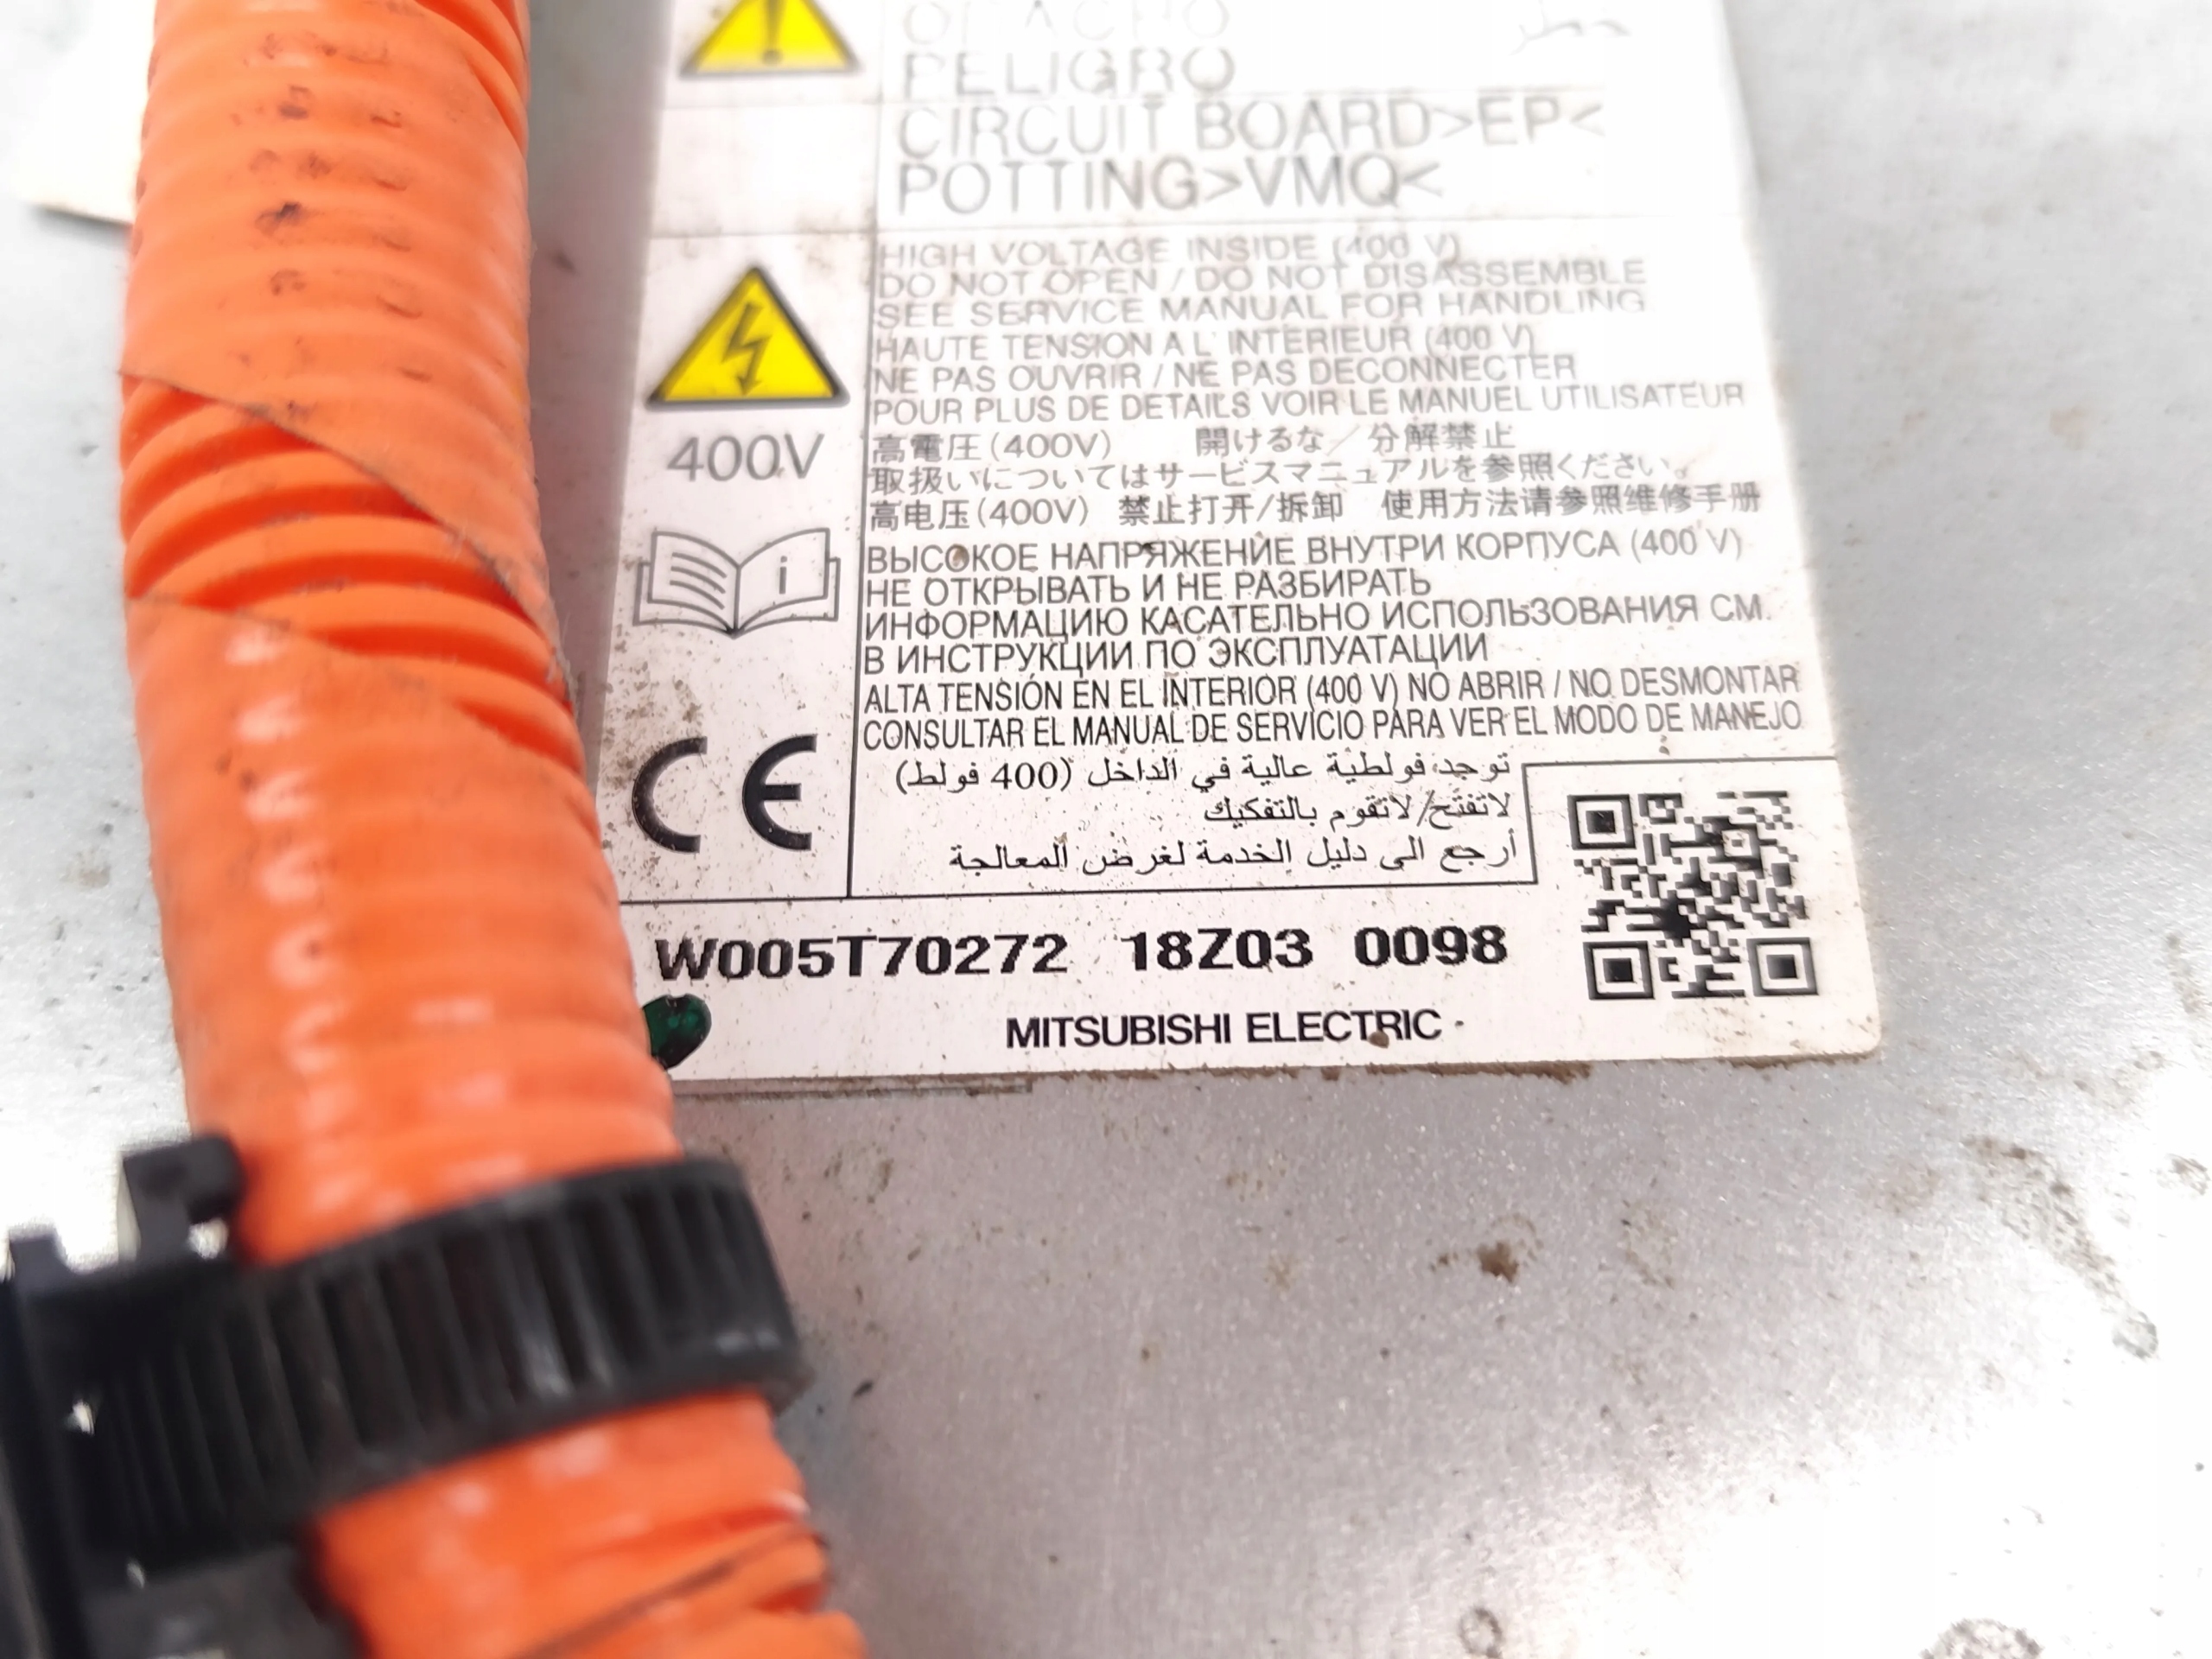 PELIGRO
CIRCUIT BOARD>EP<
POTTING>VMQ<
HIGH VOLTAGE INSIDE (400 V)
DO NOT OPEN / DO NOT DISASSEMBLE
SEE SERVICE MANUAL FOR HANDLING
HAUTE TENSION A L' INTERIEUR (400 V)
NE PAS OUVRIR / NE PAS DECONNECTER
POUR PLUS DE DETAILS VOIR LE MANUEL UTILISATEUR
400V
高電圧(400V) 開けるな/分解禁止
取扱いについてはサービスマニュアルを参照ください。
高电压(400V) 禁止打开/拆卸 使用方法请参照维修手册
ВЫСОКОЕ НАПРЯЖЕНИЕ ВНУТРИ КОРПУСА (400 V)
НЕ ОТКРЫВАТЬ И НЕ РАЗБИРАТЬ
ИНФОРМАЦИЮ КАСАТЕЛЬНО ИСПОЛЬЗОВАНИЯ СМ.
В ИНСТРУКЦИИ ПО ЭКСПЛУАТАЦИИ
ALTA TENSIÓN EN EL INTERIOR (400 V) NO ABRIR / NO DESMONTAR
CONSULTAR EL MANUAL DE SERVICIO PARA VER EL MODO DE MANEJO
توجد فولطية عالية في الداخل (400 فولط)
لاتفتح/لاتقوم بالتفكيك
أرجع الى دليل الخدمة لغرض المعالجة
CE
W005T70272 18Z03 0098
MITSUBISHI ELECTRIC